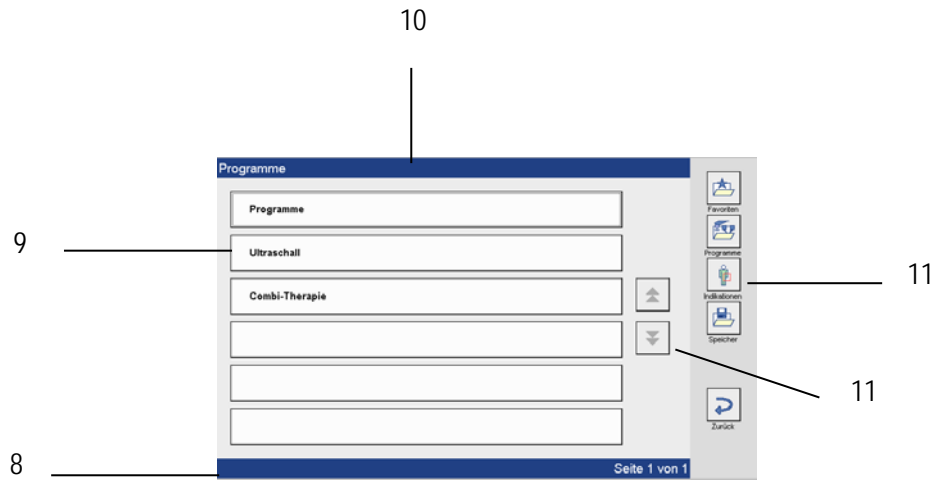 10
Programme
Favoriten
Programme
Programme
9
Ultraschall
Indikationen
11
Combi-Therapie
Speicher
11
Zurück
8
Seite 1 von 1